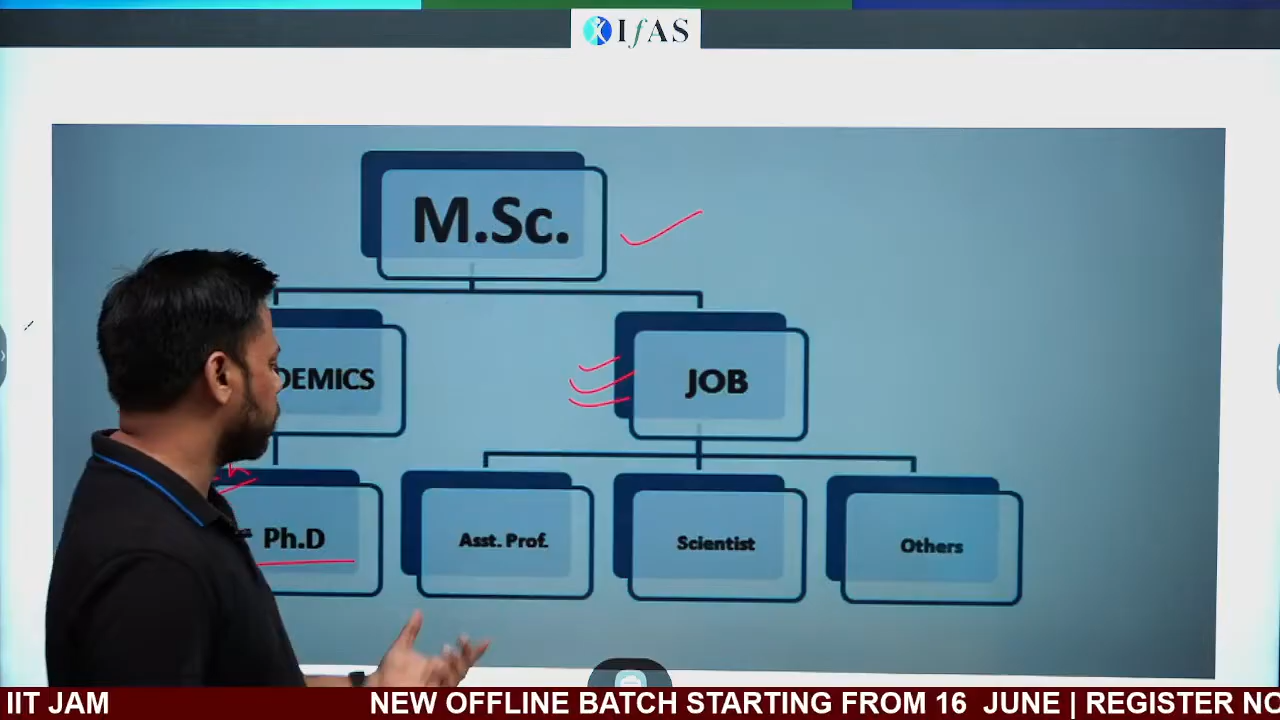 IfAS
M.Sc.
DEMICS
JOB
Ph.D
Asst. Prof.
Scientist
Others
IIT JAM NEW OFFLINE BATCH STARTING FROM 16 JUNE | REGISTER NO